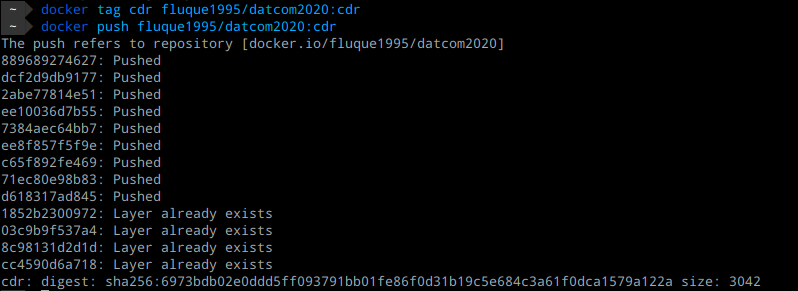 ~ docker tag cdr fluque1995/datcom2020:cdr
~ docker push fluque1995/datcom2020:cdr
The push refers to repository [docker.io/fluque1995/datcom2020]
889689274627: Pushed
dcf2d9db9177: Pushed
2abe77814e51: Pushed
ee10036d7b55: Pushed
7384aec64bb7: Pushed
ee8f857f5f9e: Pushed
c65f892fe469: Pushed
71ec80e98b83: Pushed
d618317ad845: Pushed
1852b2300972: Layer already exists
03c9b9f537a4: Layer already exists
8c98131d2d1d: Layer already exists
cc4590d6a718: Layer already exists
cdr: digest: sha256:6973bdb02e0ddd5ff093791bb01fe86f0d31b19c5e684c3a61f0dca1579a122a size: 3042